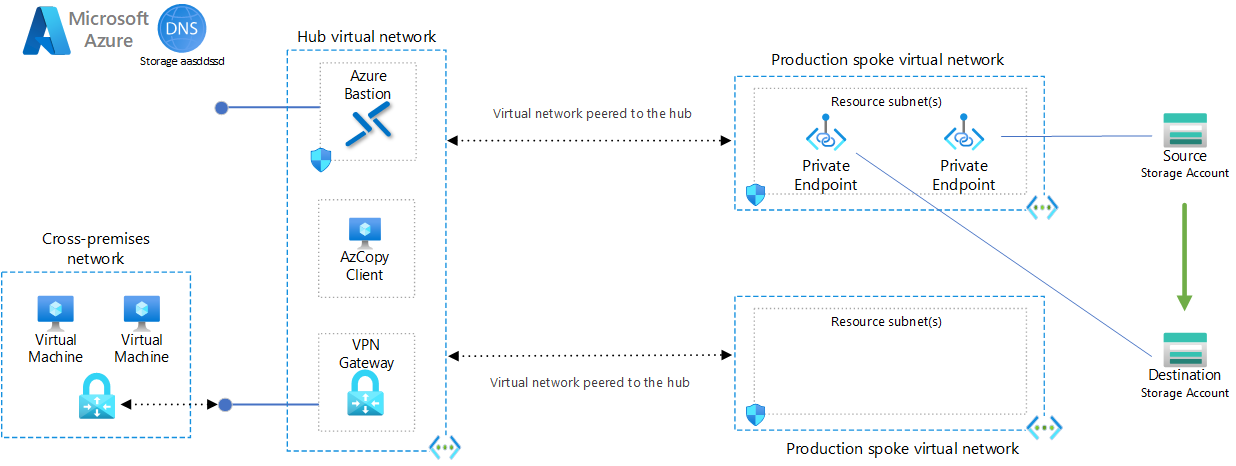 Microsoft
Azure
DNS
Storage aasddssd
Hub virtual network
Azure
Bastion
AzCopy
Client
VPN
Gateway
Cross-premises
network
Virtual
Machine
Virtual
Machine
Virtual network peered to the hub
Virtual network peered to the hub
Production spoke virtual network
Resource subnet(s)
Private
Endpoint
Private
Endpoint
Resource subnet(s)
Production spoke virtual network
Source
Storage Account
Destination
Storage Account